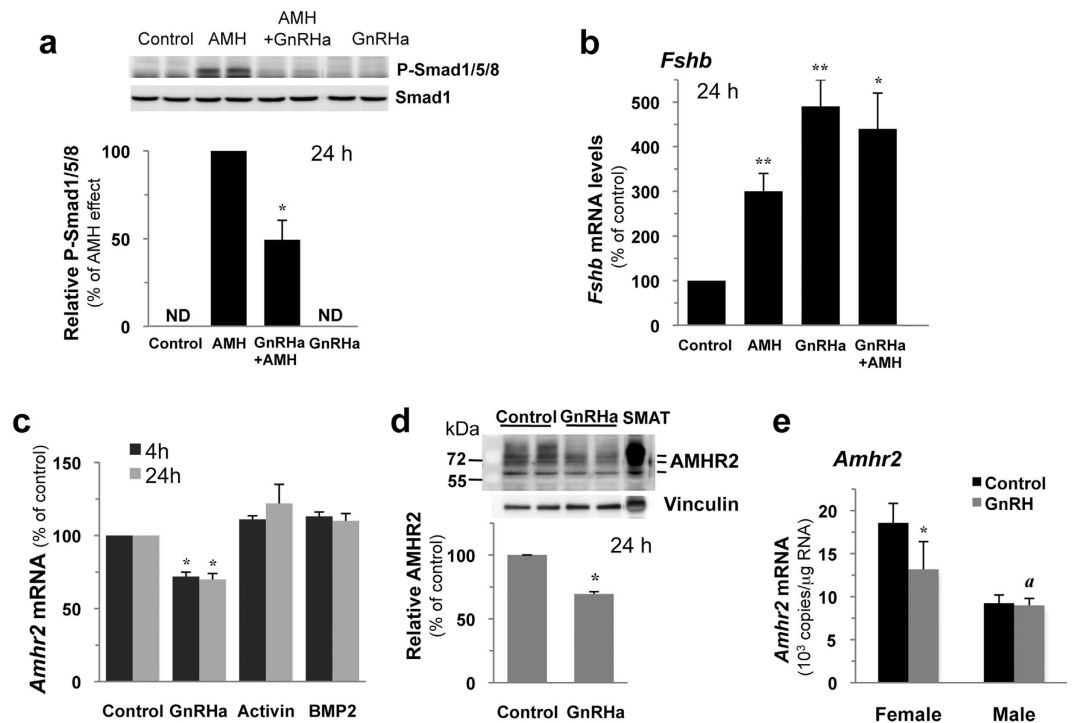 a
Control AMH AMH +GnRHa GnRHa
P-Smad1/5/8
Smad1
Relative P-Smad1/5/8
(% of AMH effect)
24 h
100
50
0
ND * ND
Control AMH GnRHa +AMH GnRHa
b
Fshb
24 h
Fshb mRNA levels
(% of control)
500
400
300
200
100
0
** ** *
Control AMH GnRHa GnRHa +AMH
c
Amhr2 mRNA (% of control)
4h
24h
150
100
50
0
* *
Control GnRHa Activin BMP2
d
Control GnRHa SMAT
kDa
72
55
AMHR2
Vinculin
Relative AMHR2
(% of control)
24 h
100
50
0
*
Control GnRHa
e
Amhr2
Control
GnRH
Amhr2 mRNA
(10³ copies/µg RNA)
20
15
10
5
0
* a
Female Male